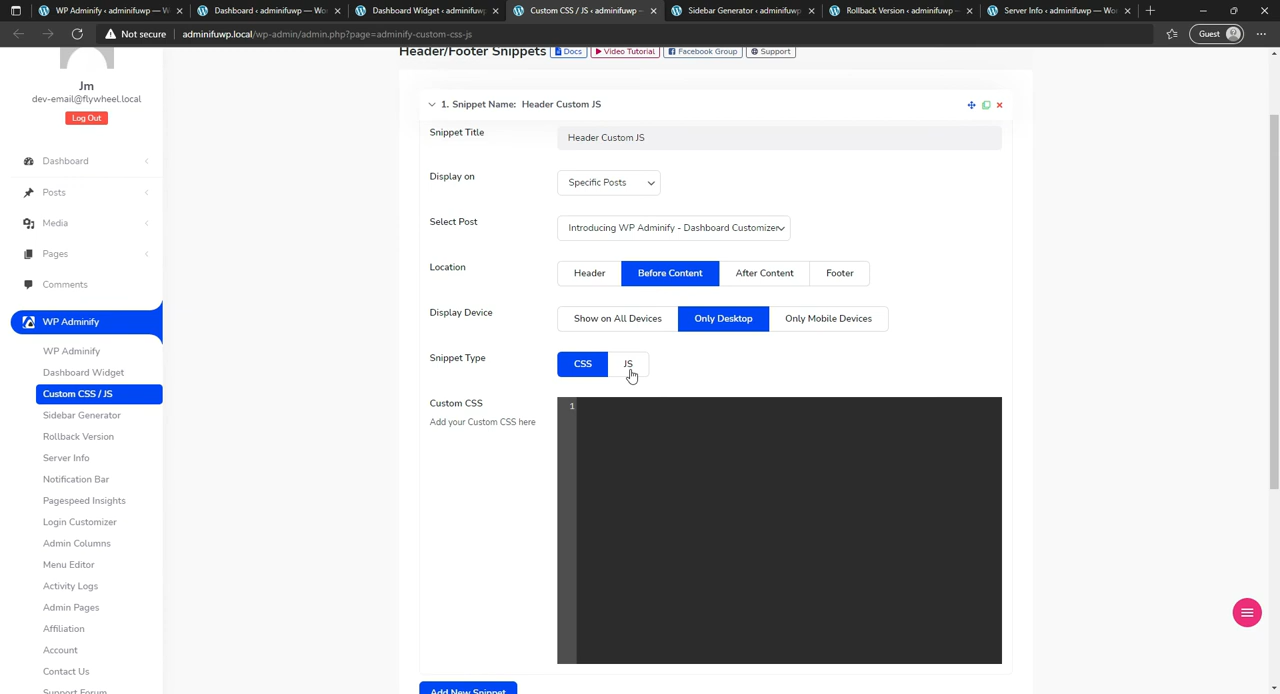 WP Adminify ‹ adminifuwp — W
Dashboard ‹ adminifuwp — Wo
Dashboard Widget ‹ adminifuwp
Custom CSS / JS ‹ adminifuwp —
Sidebar Generator ‹ adminifuwp
Rollback Version ‹ adminifuwp —
Server Info ‹ adminifuwp — Wo
Not secure
adminifuwp.local/wp-admin/admin.php?page=adminify-custom-css-js
Guest
Header/Footer Snippets
Docs
Video Tutorial
Facebook Group
Support
Jm
dev-email@flywheel.local
Log Out
Dashboard
Posts
Media
Pages
Comments
WP Adminify
WP Adminify
Dashboard Widget
Custom CSS / JS
Sidebar Generator
Rollback Version
Server Info
Notification Bar
Pagespeed Insights
Login Customizer
Admin Columns
Menu Editor
Activity Logs
Admin Pages
Affiliation
Account
Contact Us
Support Forum
1. Snippet Name: Header Custom JS
Snippet Title
Header Custom JS
Display on
Specific Posts
Select Post
Introducing WP Adminify - Dashboard Customizer
Location
Header
Before Content
After Content
Footer
Display Device
Show on All Devices
Only Desktop
Only Mobile Devices
Snippet Type
CSS
JS
Custom CSS
Add your Custom CSS here
1
Add New Snippet